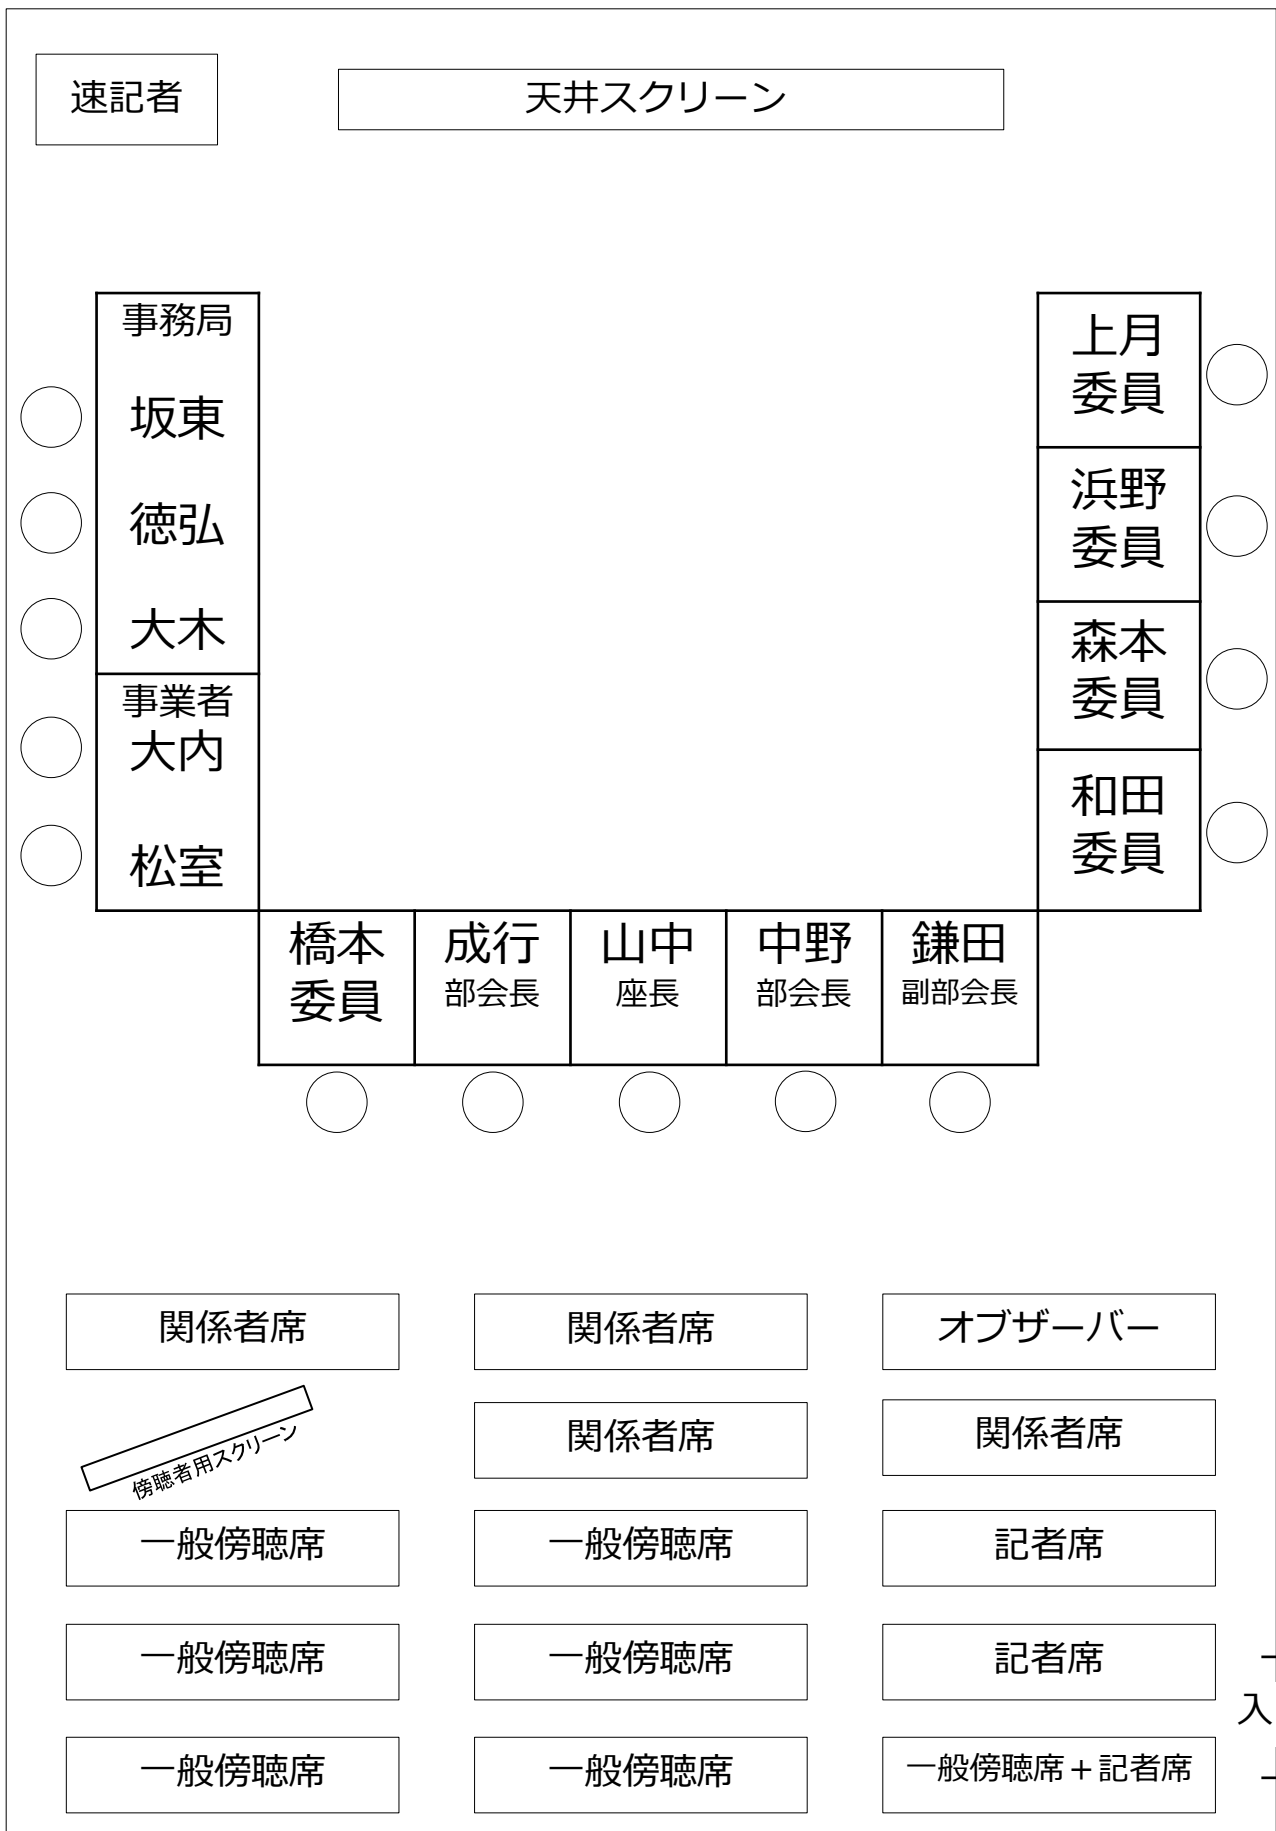 速記者
天井スクリーン
事務局
坂東
徳弘
大木
事業者
大内
松室
上月
委員
浜野
委員
森本
委員
和田
委員
橋本
委員
成行
部会長
山中
座長
中野
部会長
鎌田
副部会長
関係者席
関係者席
オブザーバー
傍聴者用スクリーン
関係者席
関係者席
一般傍聴席
一般傍聴席
記者席
一般傍聴席
一般傍聴席
記者席
入
一般傍聴席
一般傍聴席
一般傍聴席+記者席